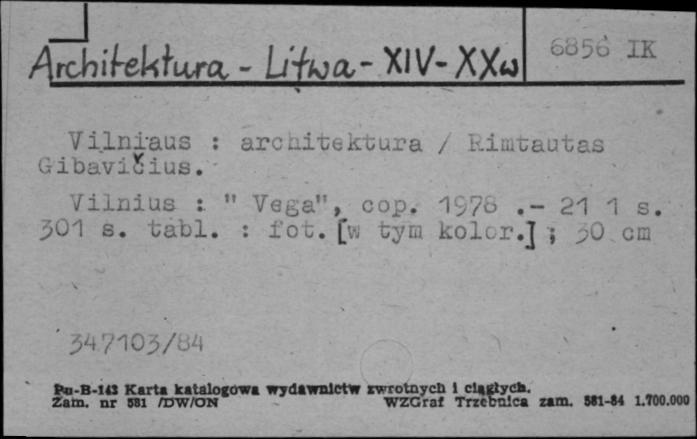 Architektura - Litwa - XIV - XXw
6856 IK
Vilniaus : architektura / Rimtautas
Gibavičius.
Vilnius : " Vega", cop. 1978 .- 21 1 s.
301 s. tabl. : fot. [w tym kolor.] ; 30 cm
347103/84
Pu-B-143 Karta katalogowa wydawnictw zwrotnych i ciągłych.
Zam. nr 581 /DW/ON WZGraf Trzebnica zam. 581-84 1.700.000